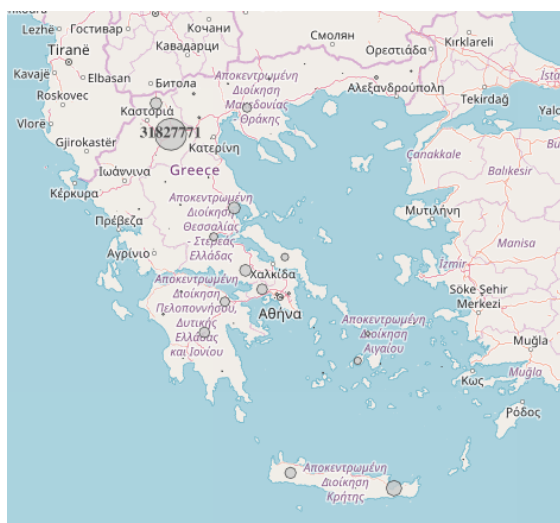 Lezhë
Гостивар
Кочани
Кавадарци
Смолян
Орестιάδα
Kırklareli
Tiranë
Kavajë
Elbasan
Битола
Αποκεντρωμένη
Διοίκηση
Μακεδονίας
Θράκης
Αλεξανδρούπολη
Tekirdağ
Roskovec
Καστοριά
Vlorë
31827771
Κατερίνη
Gjirokastër
Ιωάννινα
Greece
Çanakkale
Balıkesir
Κέρκυρα
Πρέβεζα
Αποκεντρωμένη
Διοίκηση
Θεσσαλίας
- Στερεάς
Ελλάδας
Μυτιλήνη
Manisa
Αγρίνιο
İzmir
Χαλκίδα
Αποκεντρωμένη
Διοίκηση
Πελοποννήσου,
Δυτικής
Ελλάδας
και Ιονίου
Αθήνα
Söke Şehir
Merkezi
Αποκεντρωμένη
Διοίκηση
Αιγαίου
Muğla
Κως
Muğla
Ρόδος
Αποκεντρωμένη
Διοίκηση
Κρήτης